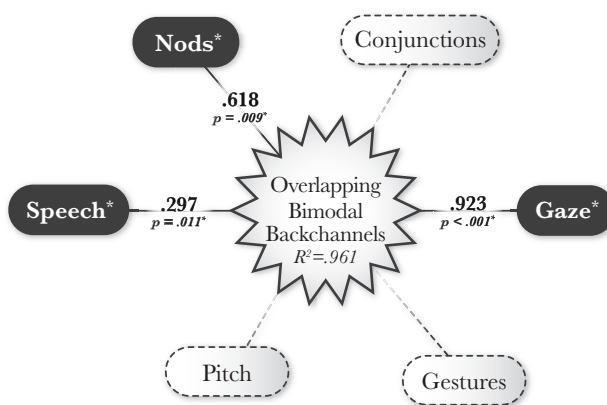 Nods*
Conjunctions
.618
p = .009*
Speech*
.297
p = .011*
Overlapping
Bimodal
Backchannels
R²=.961
.923
p < .001*
Gaze*
Pitch
Gestures